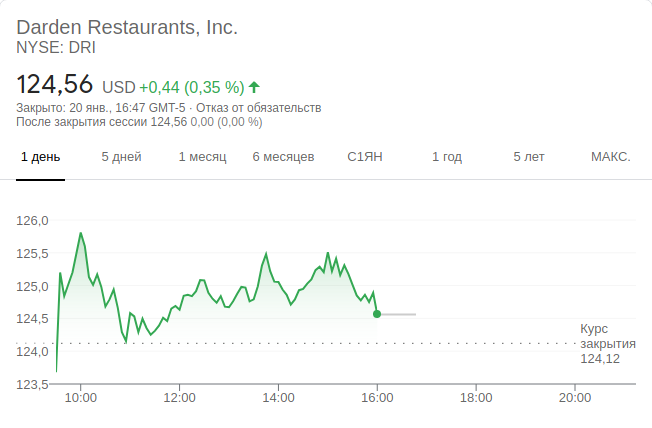 Darden Restaurants, Inc.
NYSE: DRI
124,56 USD +0,44 (0,35 %)
Закрыто: 20 янв., 16:47 GMT-5 · Отказ от обязательств
После закрытия сессии 124,56 0,00 (0,00 %)
1 день 5 дней 1 месяц 6 месяцев С1ЯН 1 год 5 лет МАКС.
126,0
125,5
125,0
124,5
124,0
123,5
Курс
закрытия
124,12
10:00 12:00 14:00 16:00 18:00 20:00